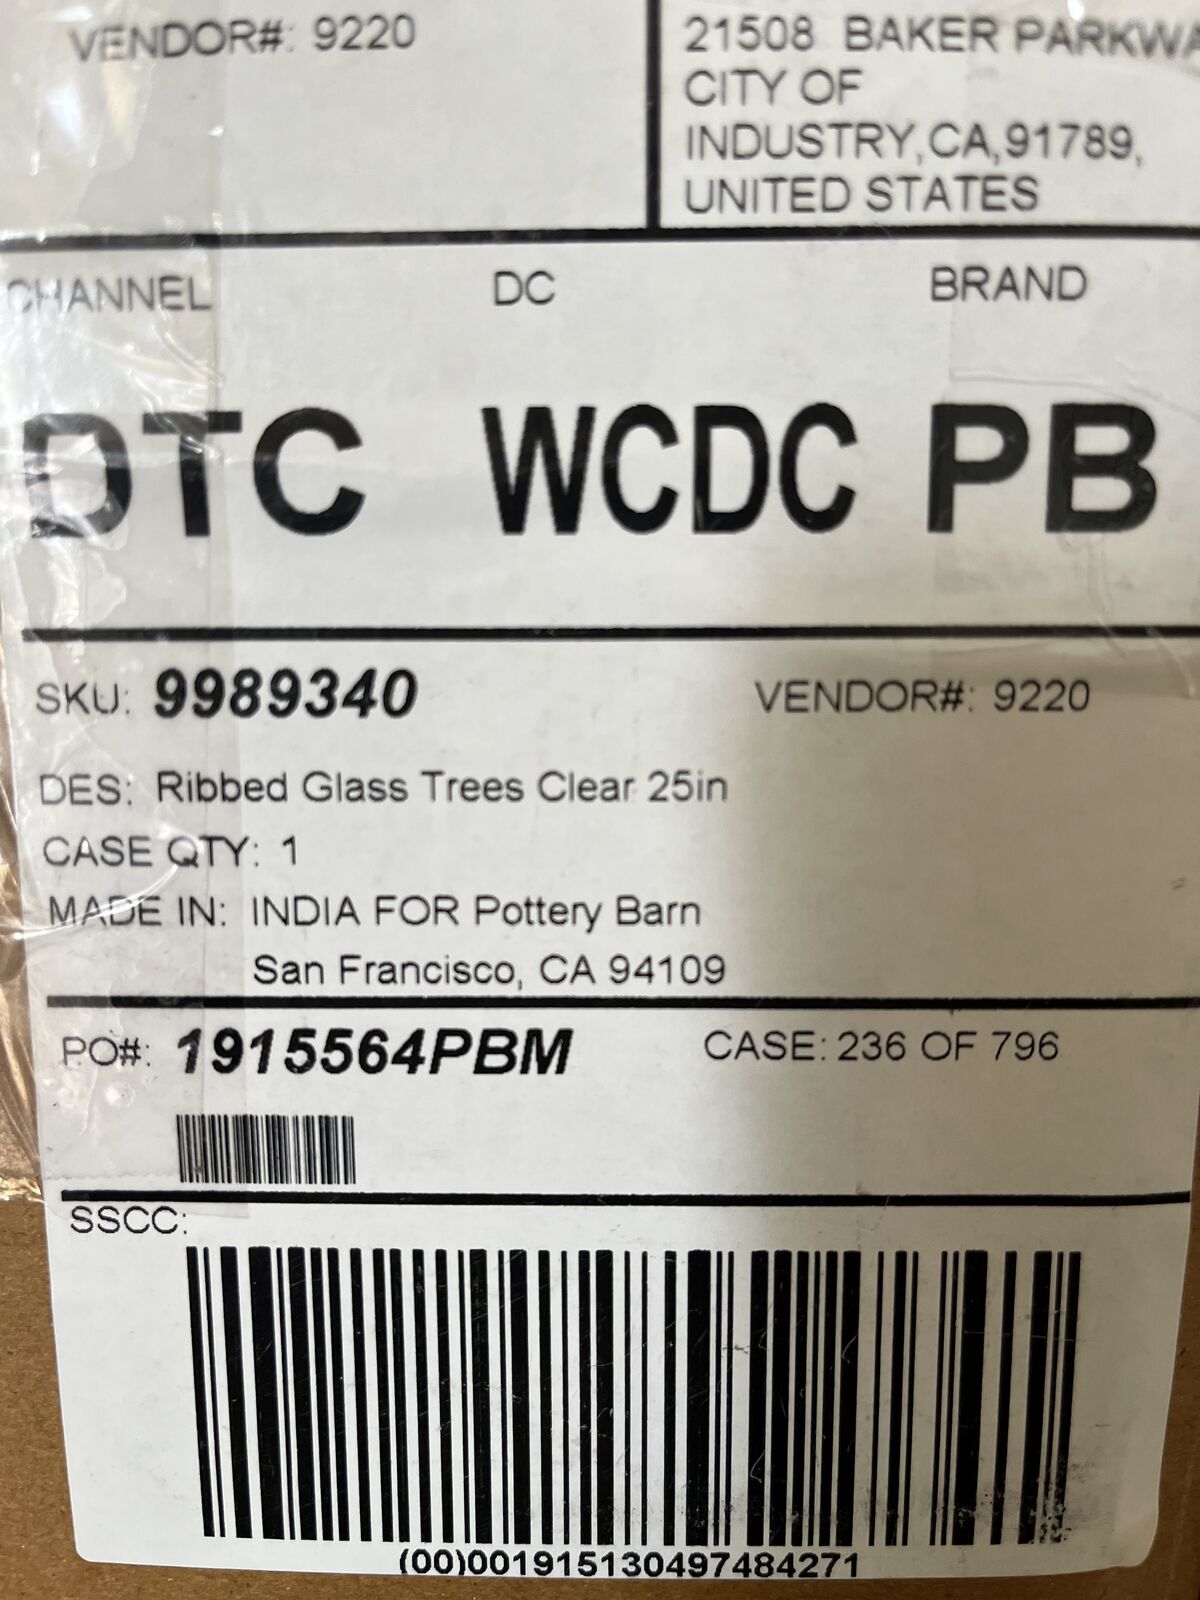 VENDOR#: 9220
21508 BAKER PARKWA
CITY OF
INDUSTRY,CA,91789,
UNITED STATES
CHANNEL DC BRAND
DTC WCDC PB
SKU: 9989340 VENDOR#: 9220
DES: Ribbed Glass Trees Clear 25in
CASE QTY: 1
MADE IN: INDIA FOR Pottery Barn
San Francisco, CA 94109
PO#: 1915564PBM CASE: 236 OF 796
SSCC:
(00)001915130497484271